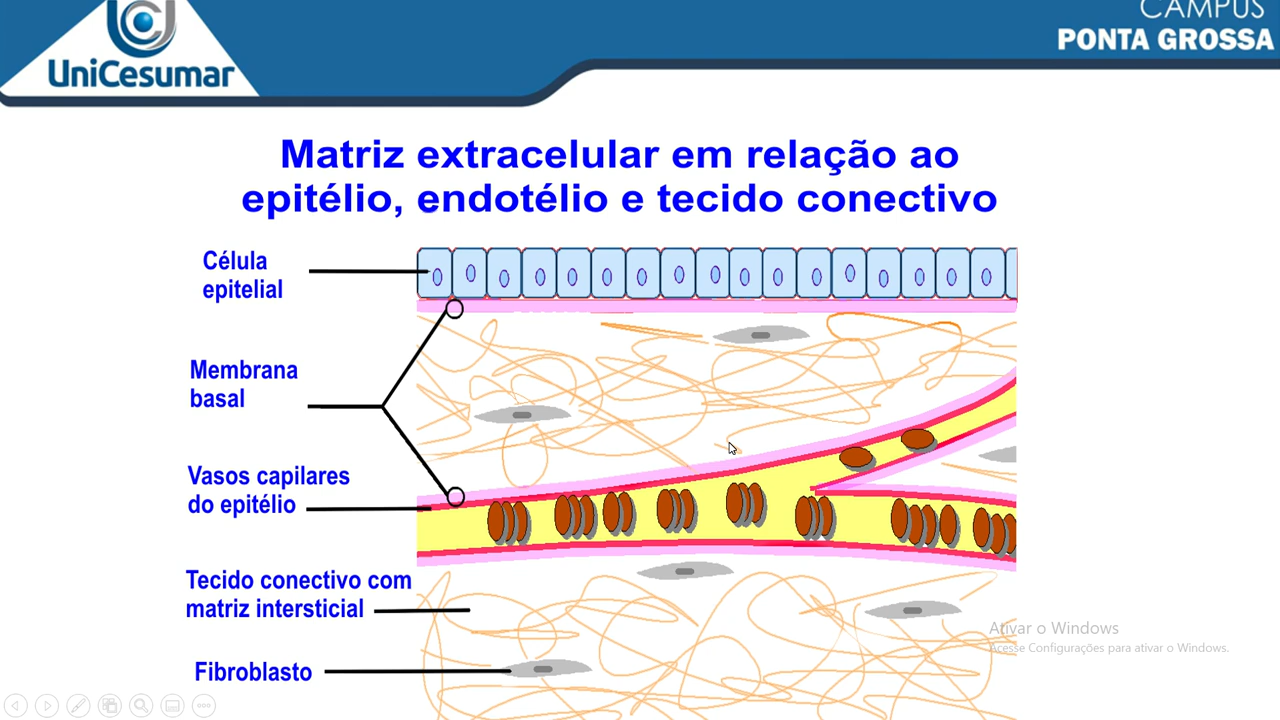 UniCesumar
CAMPUS
PONTA GROSSA
Matriz extracelular em relação ao
epitélio, endotélio e tecido conectivo
Célula
epitelial
Membrana
basal
Vasos capilares
do epitélio
Tecido conectivo com
matriz intersticial
Fibroblasto
Ativar o Windows
Acesse Configurações para ativar o Windows.